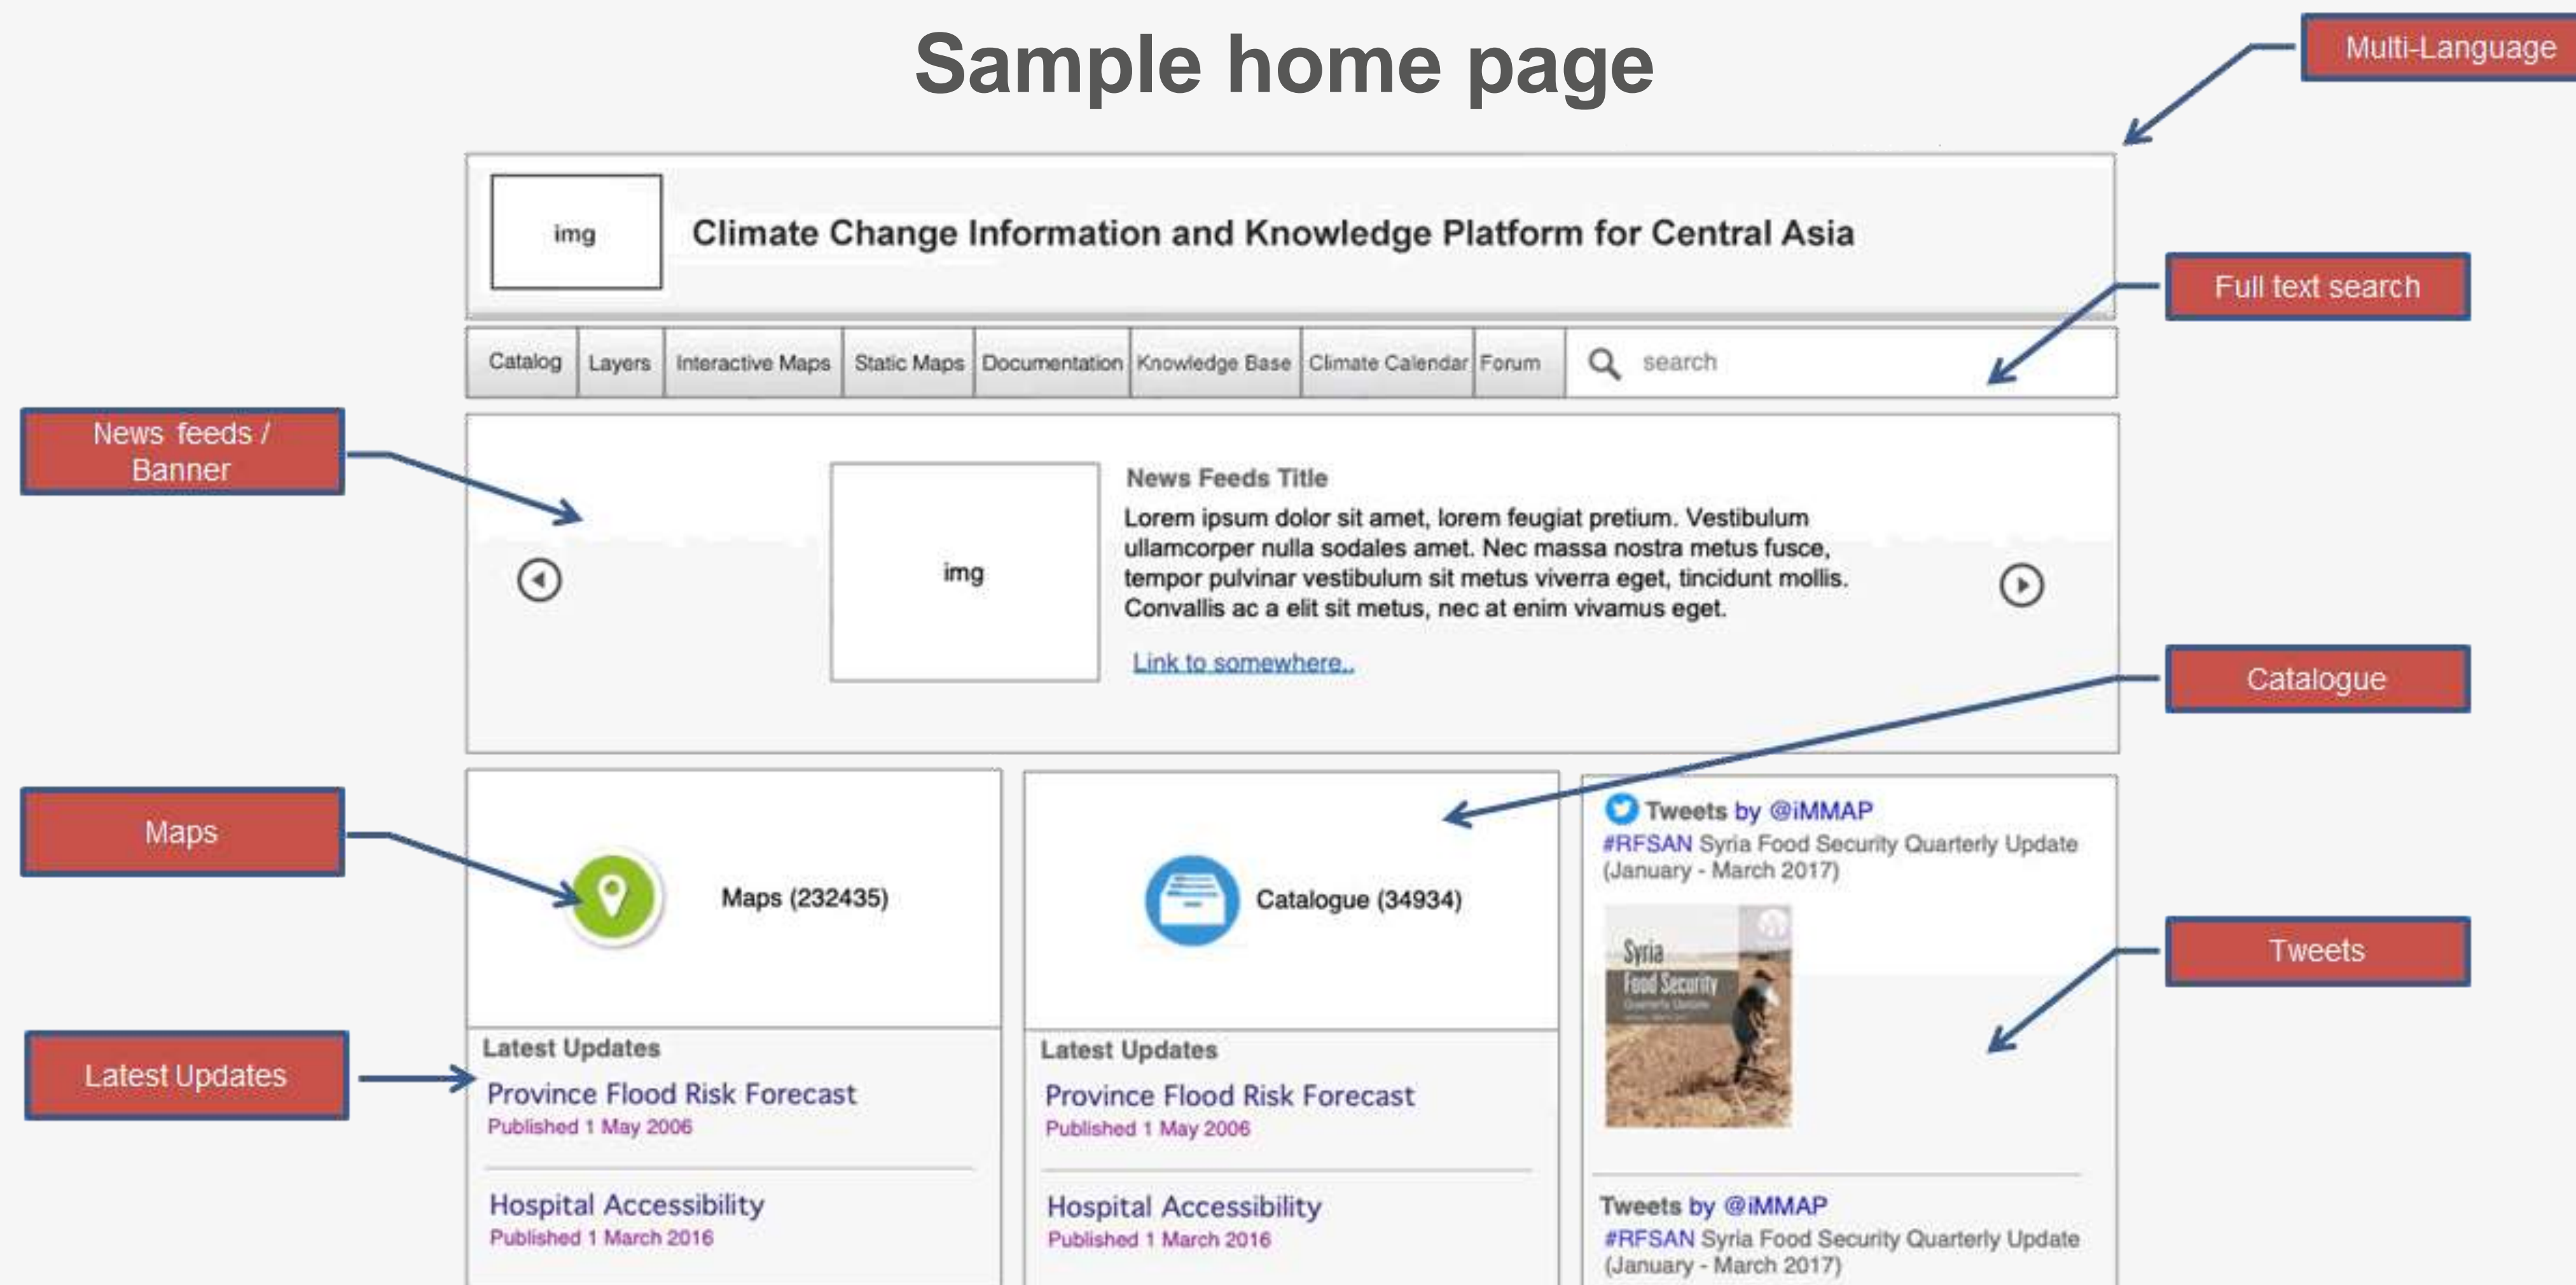 Sample home page
Multi-Language
img
Climate Change Information and Knowledge Platform for Central Asia
Full text search
Catalog
Layers
Interactive Maps
Static Maps
Documentation
Knowledge Base
Climate Calendar
Forum
search
News feeds /
Banner
img
News Feeds Title
Lorem ipsum dolor sit amet, lorem feugiat pretium. Vestibulum
ullamcorper nulla sodales amet. Nec massa nostra metus fusce,
tempor pulvinar vestibulum sit metus viverra eget, tincidunt mollis.
Convallis ac a elit sit metus, nec at enim vivamus eget.
Link to somewhere..
Catalogue
Maps
Maps (232435)
Catalogue (34934)
Tweets by @iMMAP
#RFSAN Syria Food Security Quarterly Update
(January - March 2017)
Syria
Food Security
Quarterly Update
Tweets
Latest Updates
Latest Updates
Province Flood Risk Forecast
Published 1 May 2006
Hospital Accessibility
Published 1 March 2016
Latest Updates
Province Flood Risk Forecast
Published 1 May 2006
Hospital Accessibility
Published 1 March 2016
Tweets by @iMMAP
#RFSAN Syria Food Security Quarterly Update
(January - March 2017)